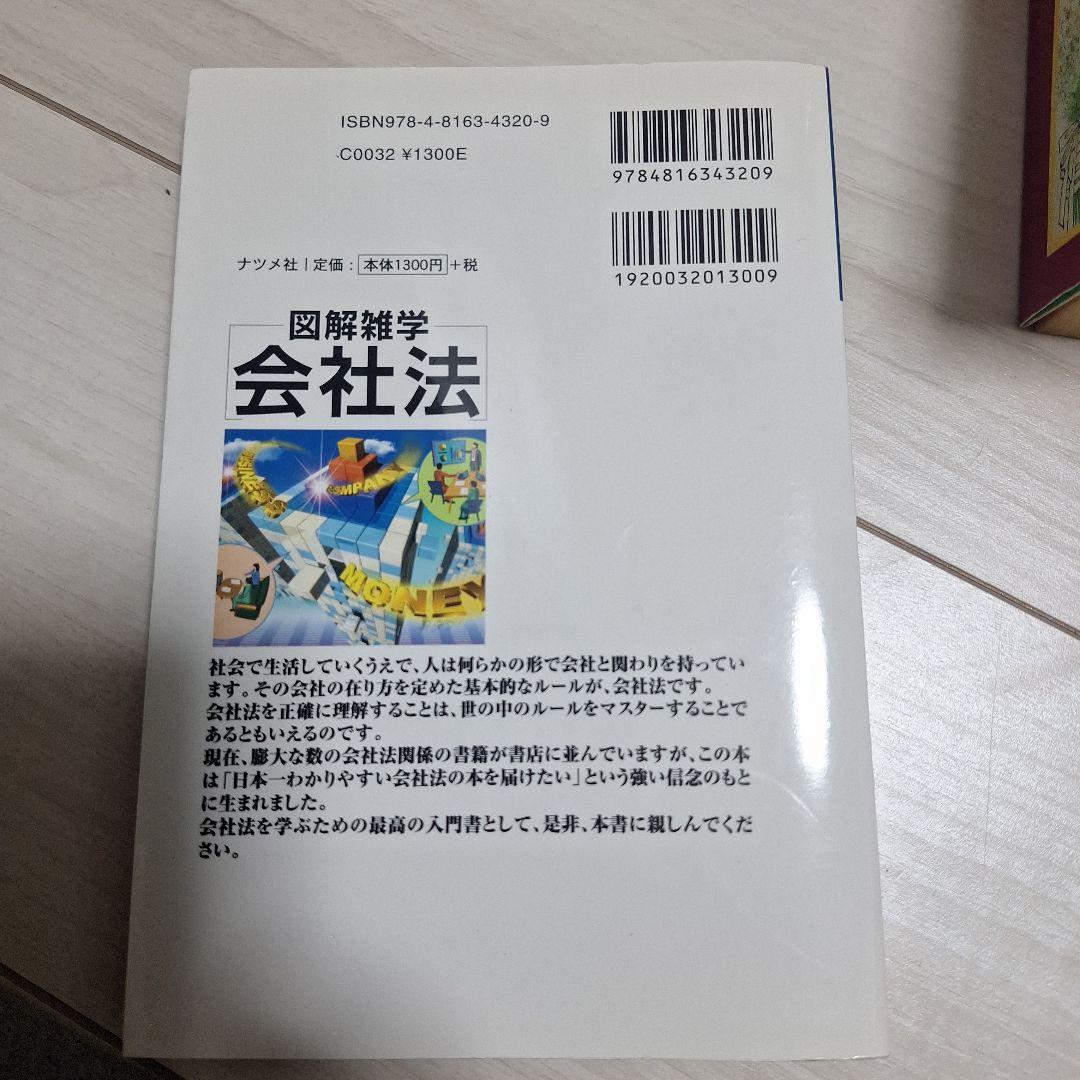 ISBN978-4-8163-4320-9
C0032 ¥1300E
9784816343209
1920032013009
ナツメ社 | 定価 : 本体1300円 +税
図解雑学
会社法
BUSINESS
COMPANY
MONEY
社会で生活していくうえで、人は何らかの形で会社と関わりを持ってい
ます。その会社の在り方を定めた基本的なルールが、会社法です。
会社法を正確に理解することは、世の中のルールをマスターすることで
あるともいえるのです。
現在、膨大な数の会社法関係の書籍が書店に並んでいますが、この本
は「日本一わかりやすい会社法の本を届けたい」という強い信念のもと
に生まれました。
会社法を学ぶための最高の入門書として、是非、本書に親しんでくだ
さい。